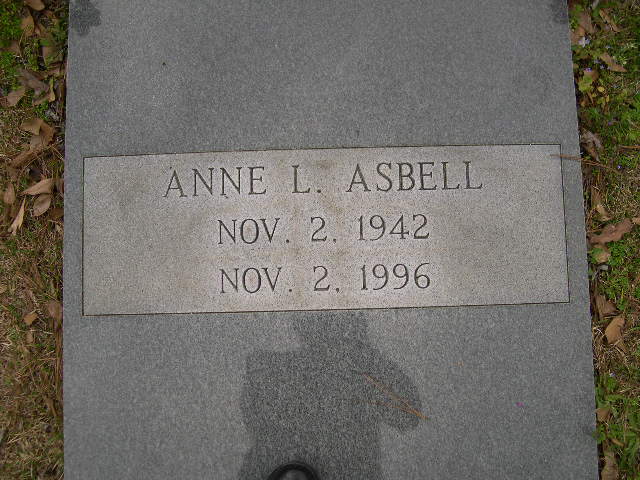 ANNE L. ASBELL
NOV. 2, 1942
NOV. 2, 1996